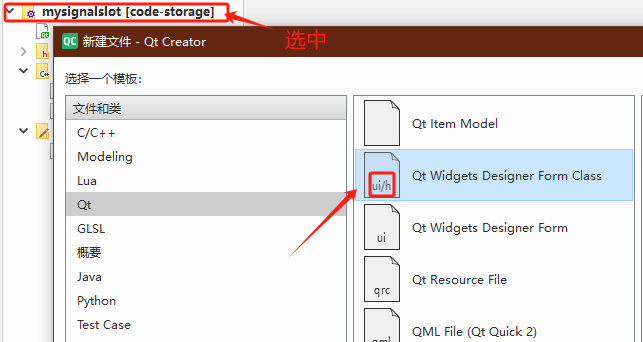 mysignalslot [code-storage]
选中
QC 新建文件 - Qt Creator
选择一个模板：
文件和类
C/C++
Modeling
Lua
Qt
GLSL
概要
Java
Python
Test Case
Qt Item Model
ui/h
Qt Widgets Designer Form Class
ui
Qt Widgets Designer Form
qrc
Qt Resource File
qml
QML File (Qt Quick 2)
h
C++